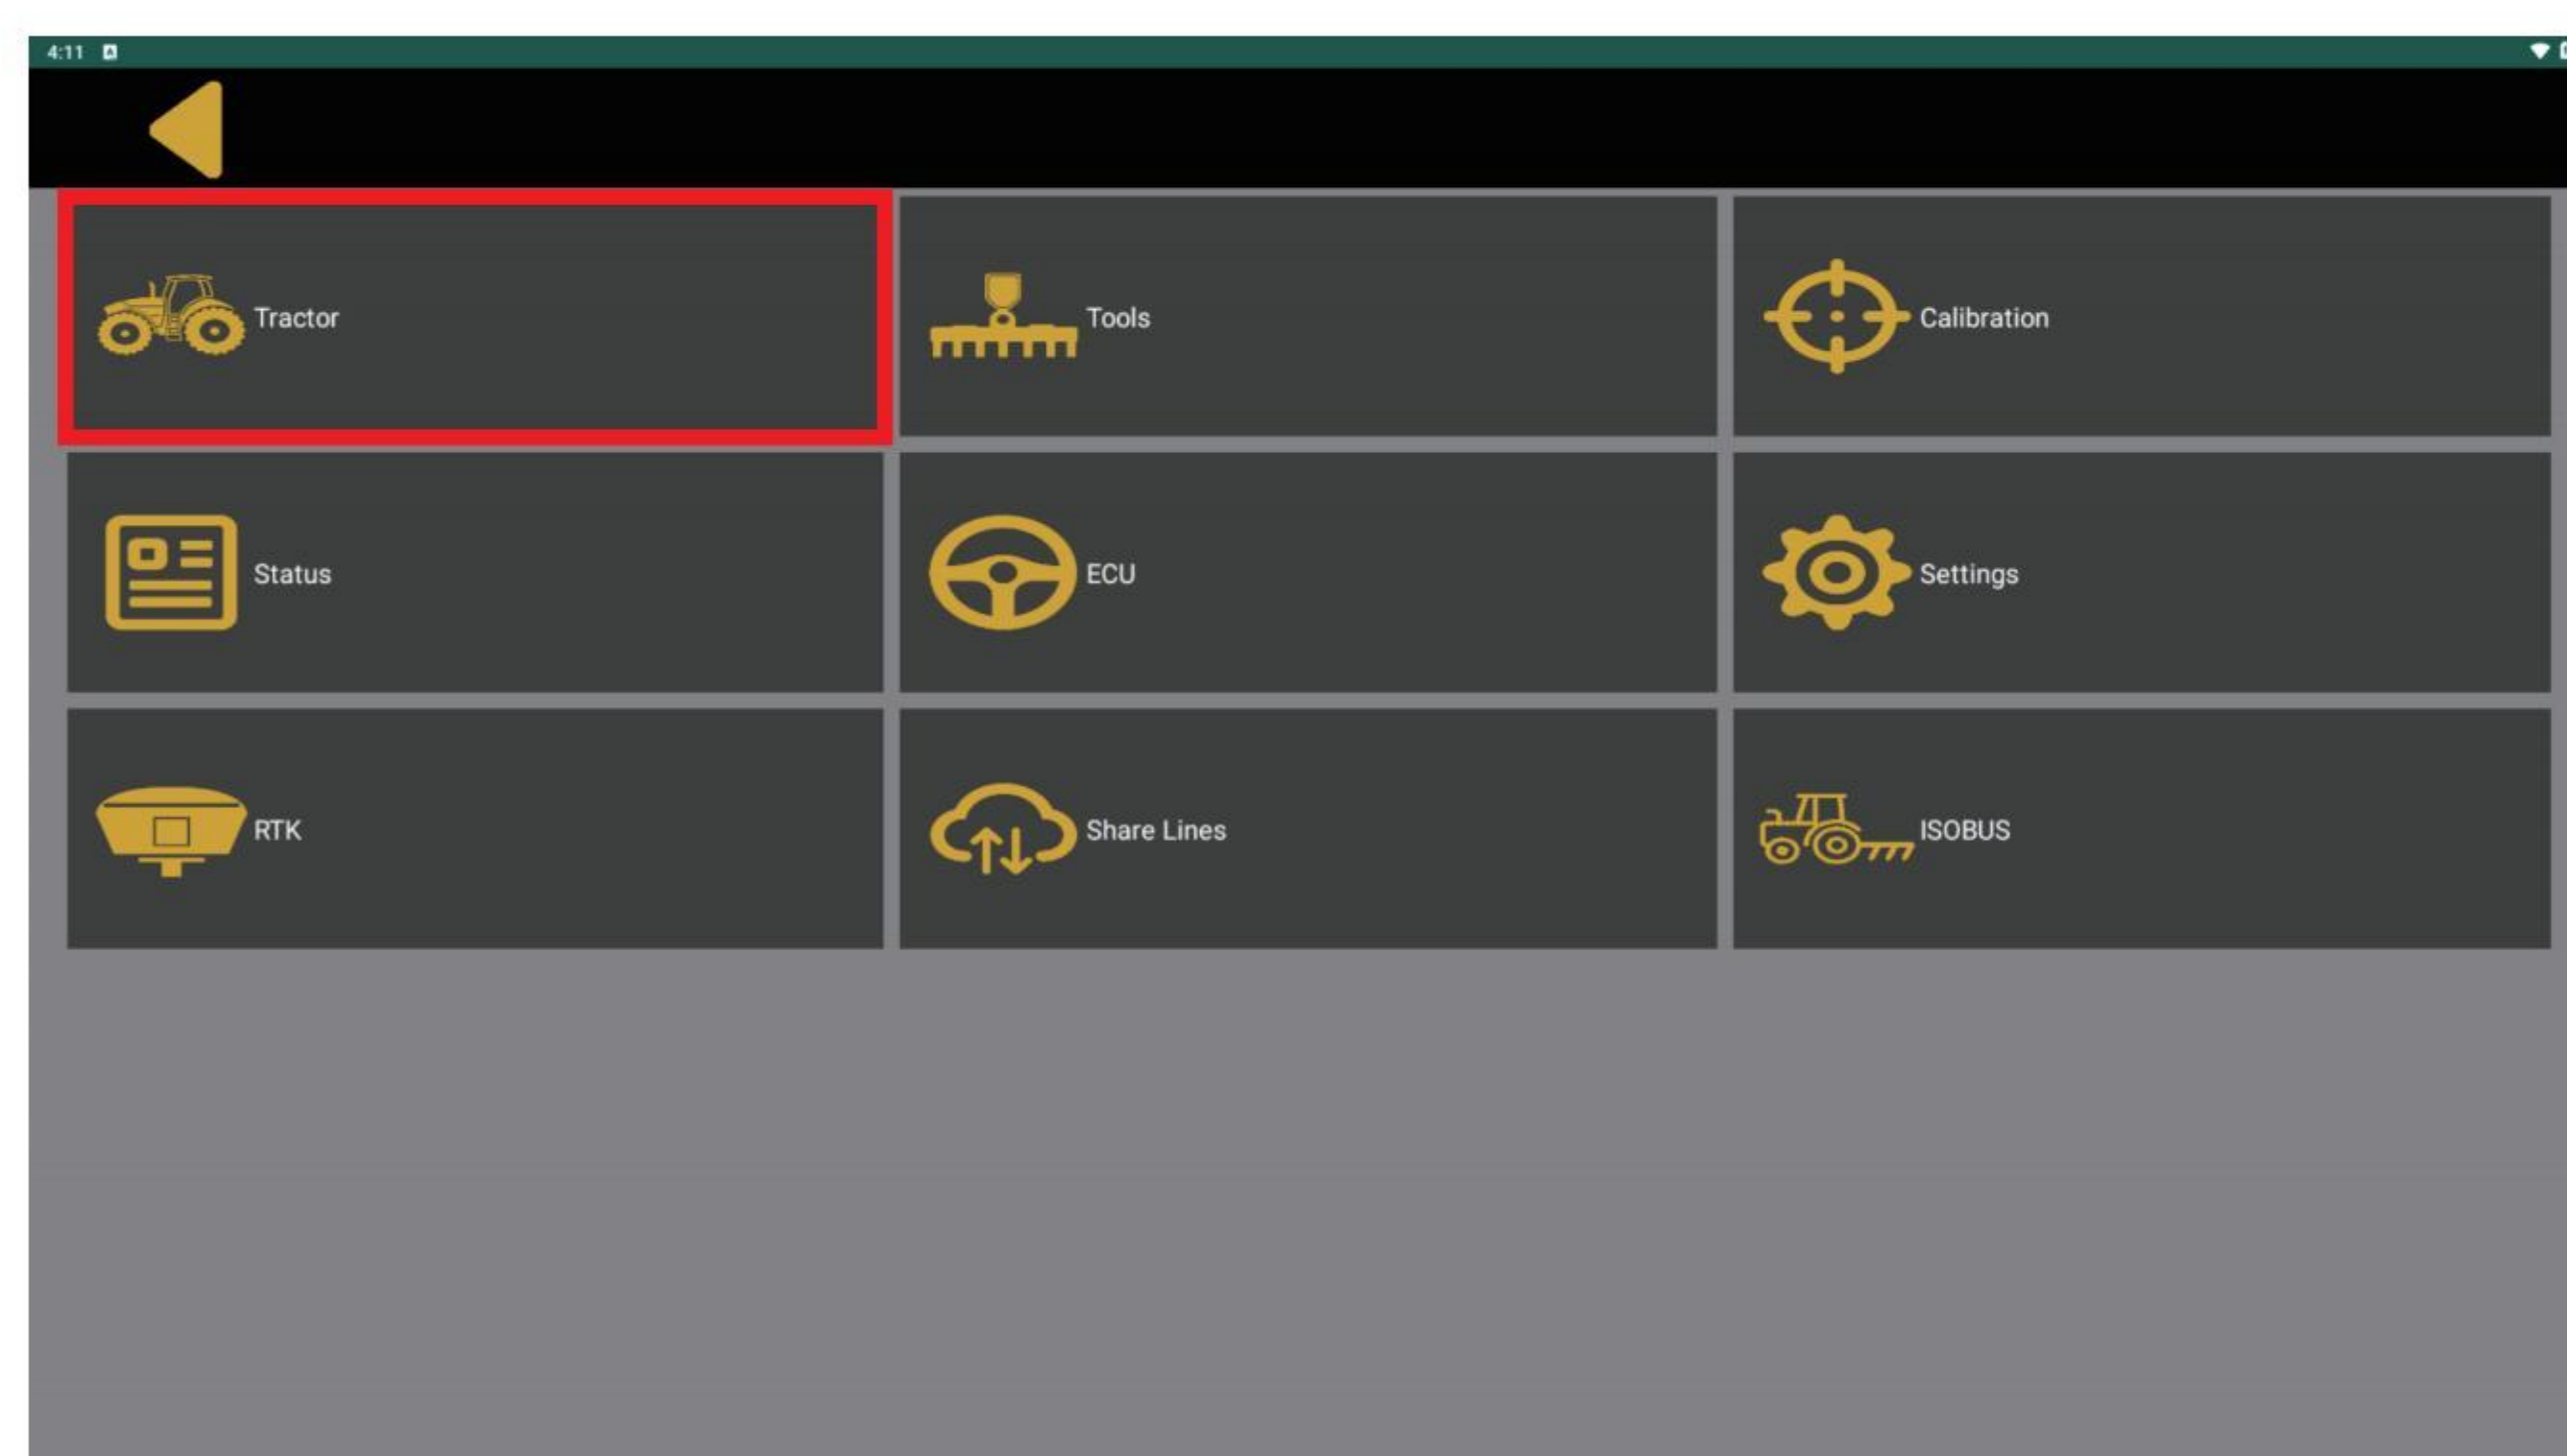 4:11
Tractor
Tools
Calibration
Status
ECU
Settings
RTK
Share Lines
ISOBUS